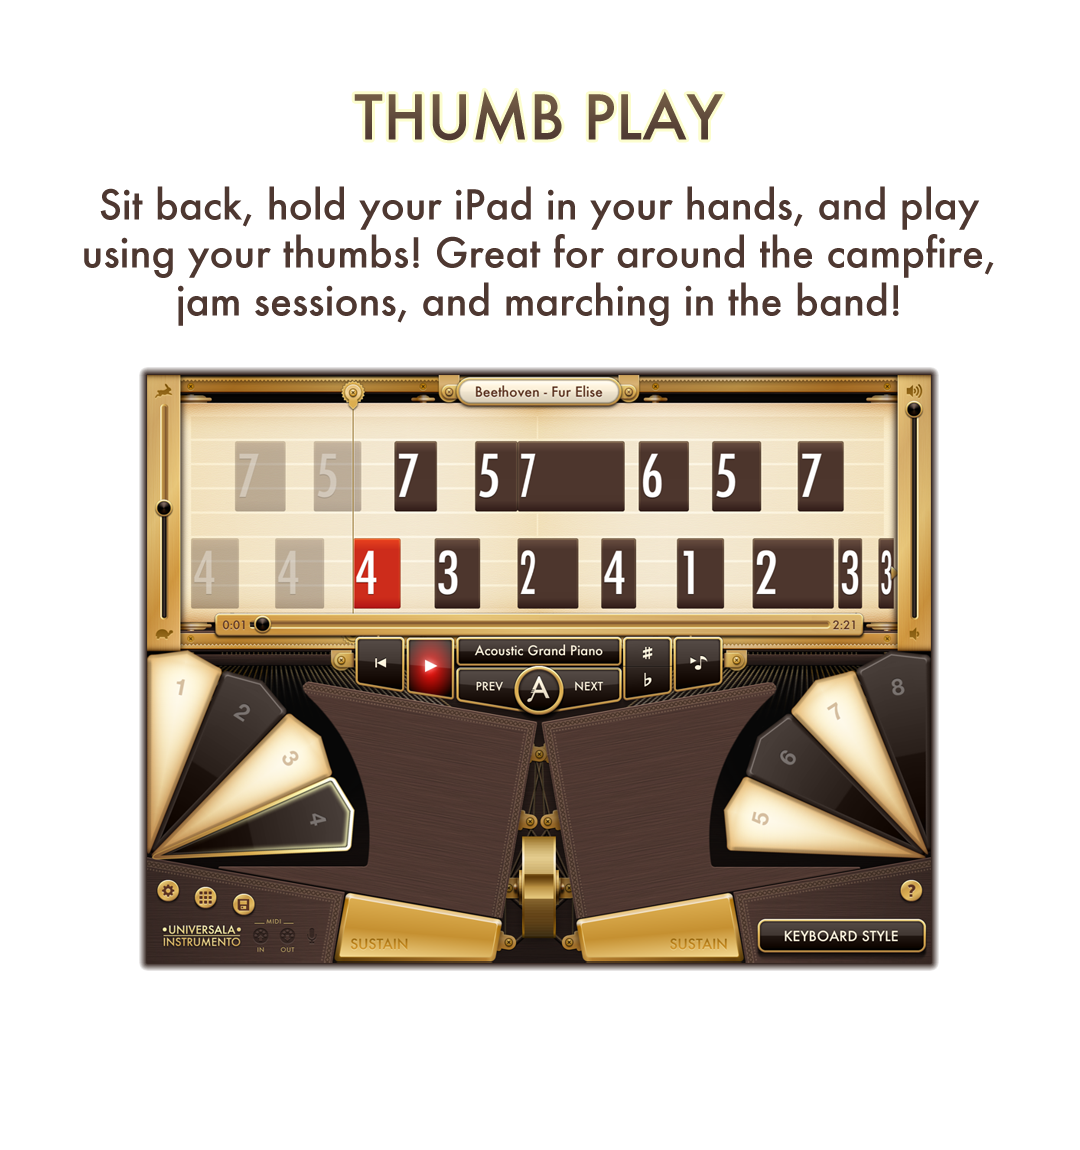 THUMB PLAY
Sit back, hold your iPad in your hands, and play
using your thumbs! Great for around the campfire,
jam sessions, and marching in the band!
Beethoven - Fur Elise
7 5 7 5 7 6 5 7
4 4 4 3 2 4 1 2 3 3
0:01 2:21
Acoustic Grand Piano
♯
PREV A NEXT
♭
1 2 3 4
5 6 7 8
?
•UNIVERSALA•
INSTRUMENTO
MIDI
IN OUT
SUSTAIN SUSTAIN
KEYBOARD STYLE